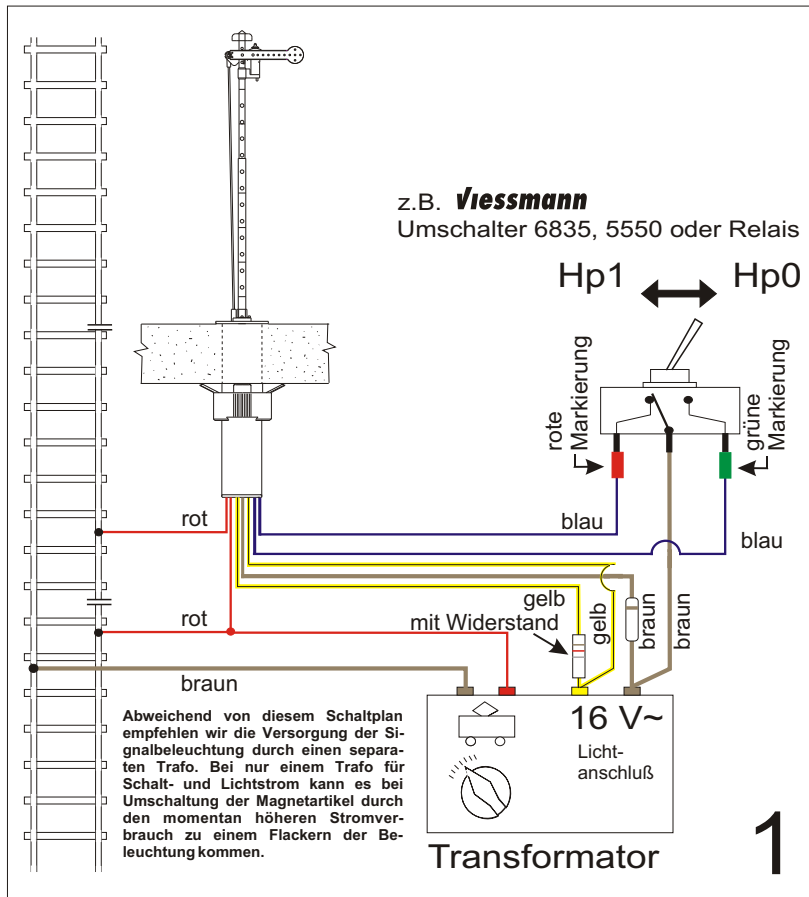 z.B. Viessmann
Umschalter 6835, 5550 oder Relais
Hp1
Hp0
rote
Markierung
grüne
Markierung
rot
blau
blau
gelb
mit Widerstand
gelb
braun
braun
rot
braun
Abweichend von diesem Schaltplan
empfehlen wir die Versorgung der Si-
gnalbeleuchtung durch einen separa-
ten Trafo. Bei nur einem Trafo für
Schalt- und Lichtstrom kann es bei
Umschaltung der Magnetartikel durch
den momentan höheren Stromver-
brauch zu einem Flackern der Be-
leuchtung kommen.
16 V~
Licht-
anschluß
Transformator
1